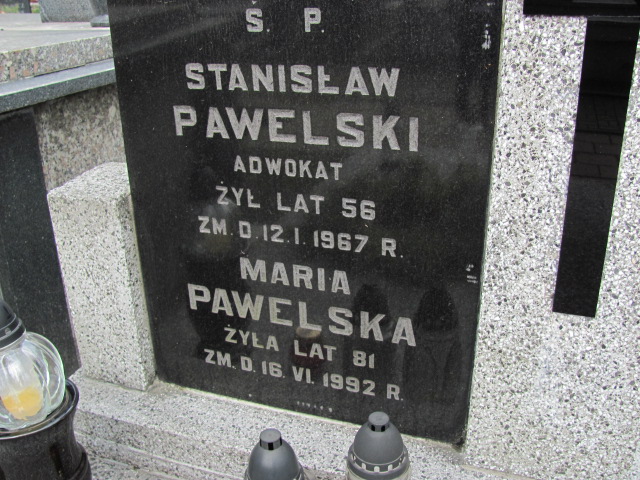 Ś. P.
STANISŁAW
PAWELSKI
ADWOKAT
ŻYŁ LAT 56
ZM. D. 12. I. 1967 R.
MARIA
PAWELSKA
ŻYŁA LAT 81
ZM. D. 16. VI. 1992 R.